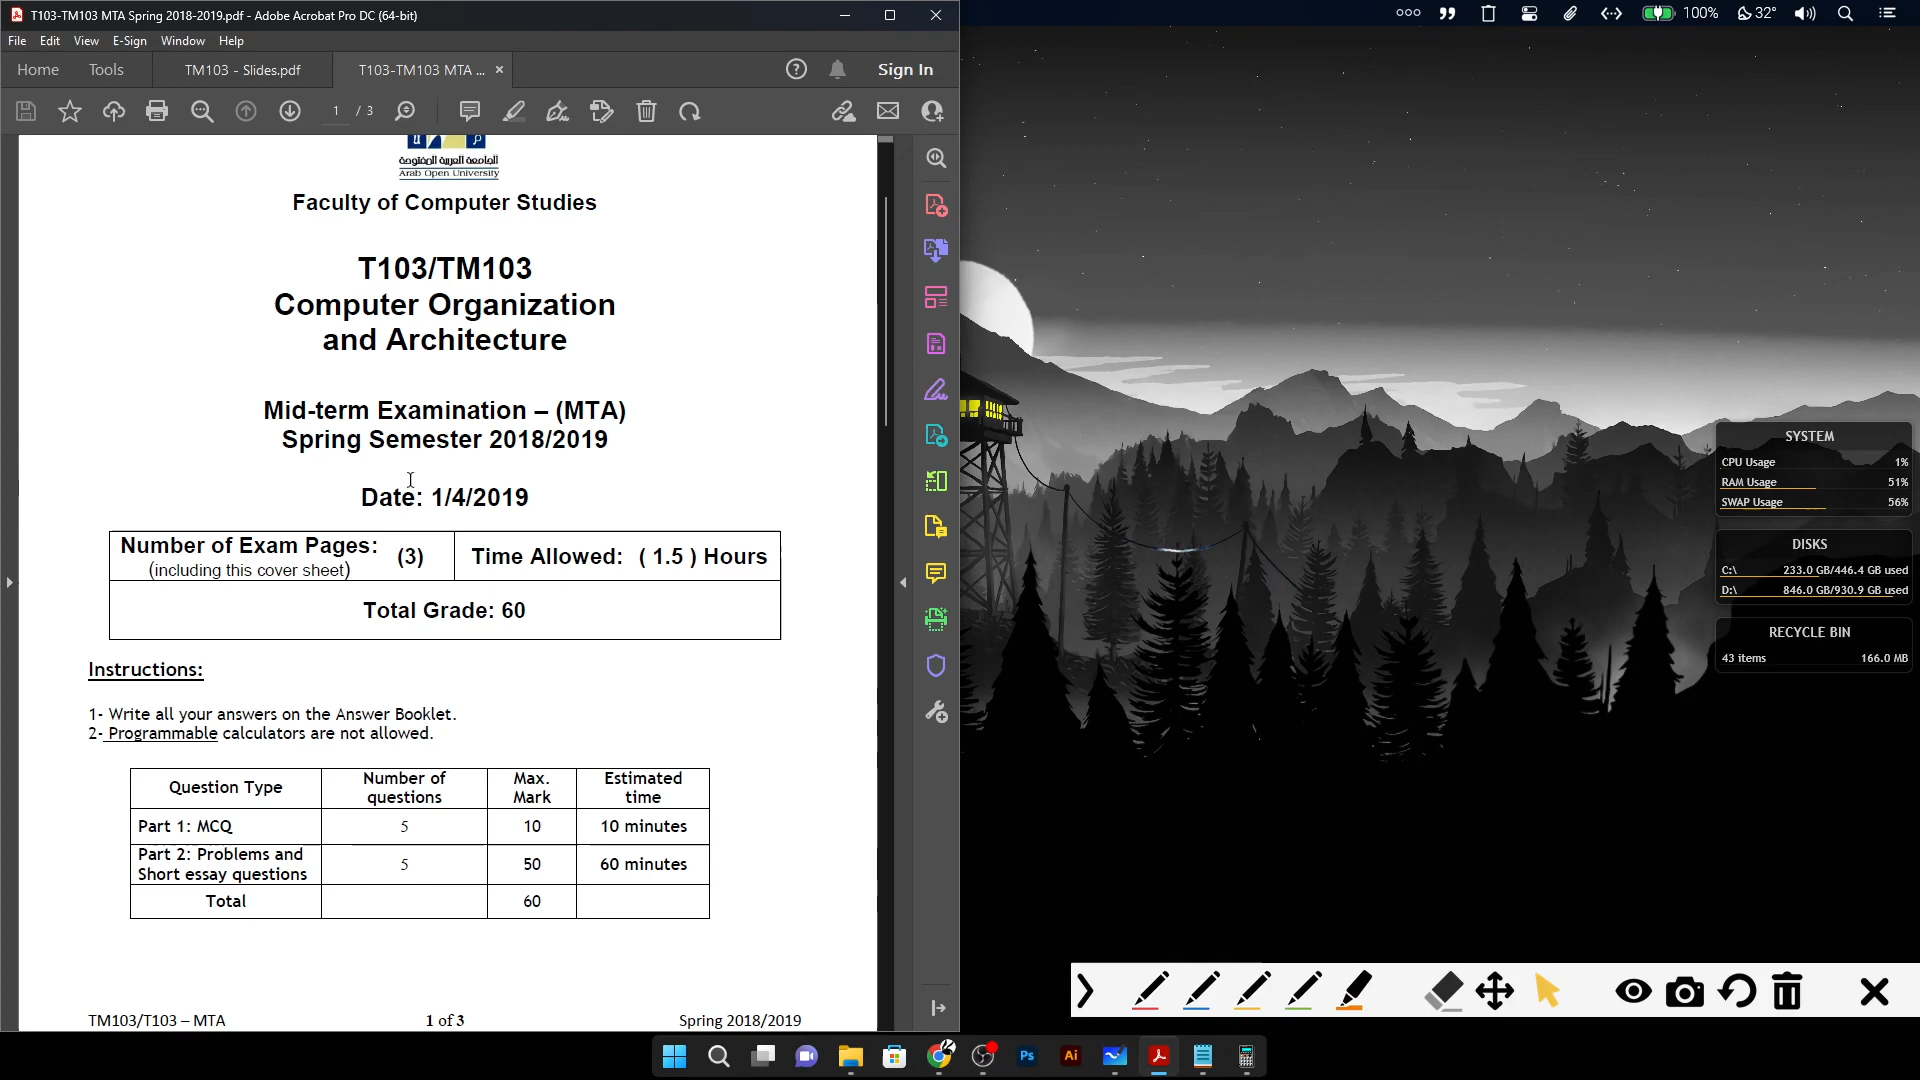 T103-TM103 MTA Spring 2018-2019.pdf - Adobe Acrobat Pro DC (64-bit)
File Edit View E-Sign Window Help
Home Tools TM103 - Slides.pdf T103-TM103 MTA ... × Sign In
1 / 3
الجامعة العربية المفتوحة
Arab Open University
Faculty of Computer Studies
T103/TM103
Computer Organization
and Architecture
Mid-term Examination – (MTA)
Spring Semester 2018/2019
Date: 1/4/2019
Number of Exam Pages: (3) Time Allowed: ( 1.5 ) Hours
(including this cover sheet)
Total Grade: 60
Instructions:
1- Write all your answers on the Answer Booklet.
2- Programmable calculators are not allowed.
Question Type Number of questions Max. Mark Estimated time
Part 1: MCQ 5 10 10 minutes
Part 2: Problems and Short essay questions 5 50 60 minutes
Total 60
TM103/T103 – MTA 1 of 3 Spring 2018/2019
100% 32°
SYSTEM
CPU Usage 1%
RAM Usage 51%
SWAP Usage 56%
DISKS
C:\ 233.0 GB/446.4 GB used
D:\ 846.0 GB/930.9 GB used
RECYCLE BIN
43 items 166.0 MB
Ps Ai